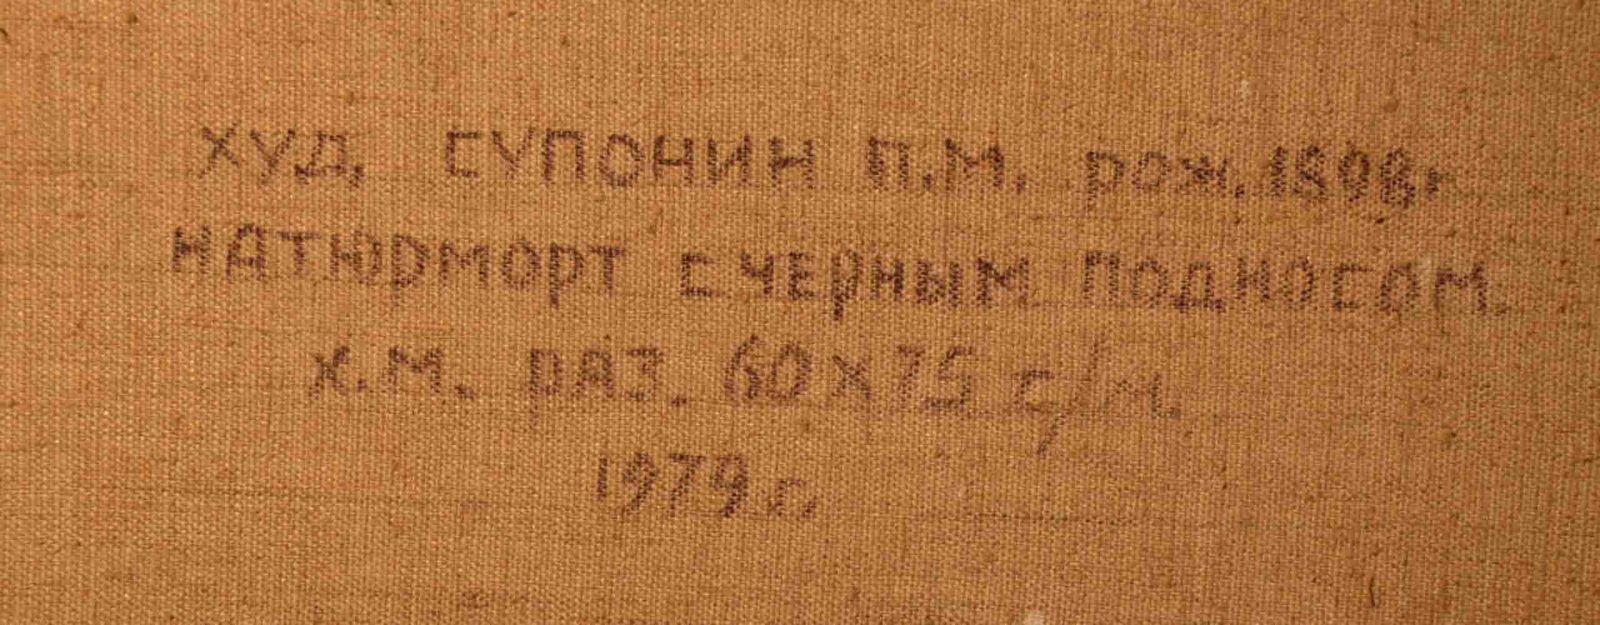 ХУД. СУПОНИН П.М. рож. 1898г
НАТЮРМОРТ С ЧЕРНЫМ ПОДНОСОМ.
Х.М. РАЗ. 60х75 с/м.
1979 г.